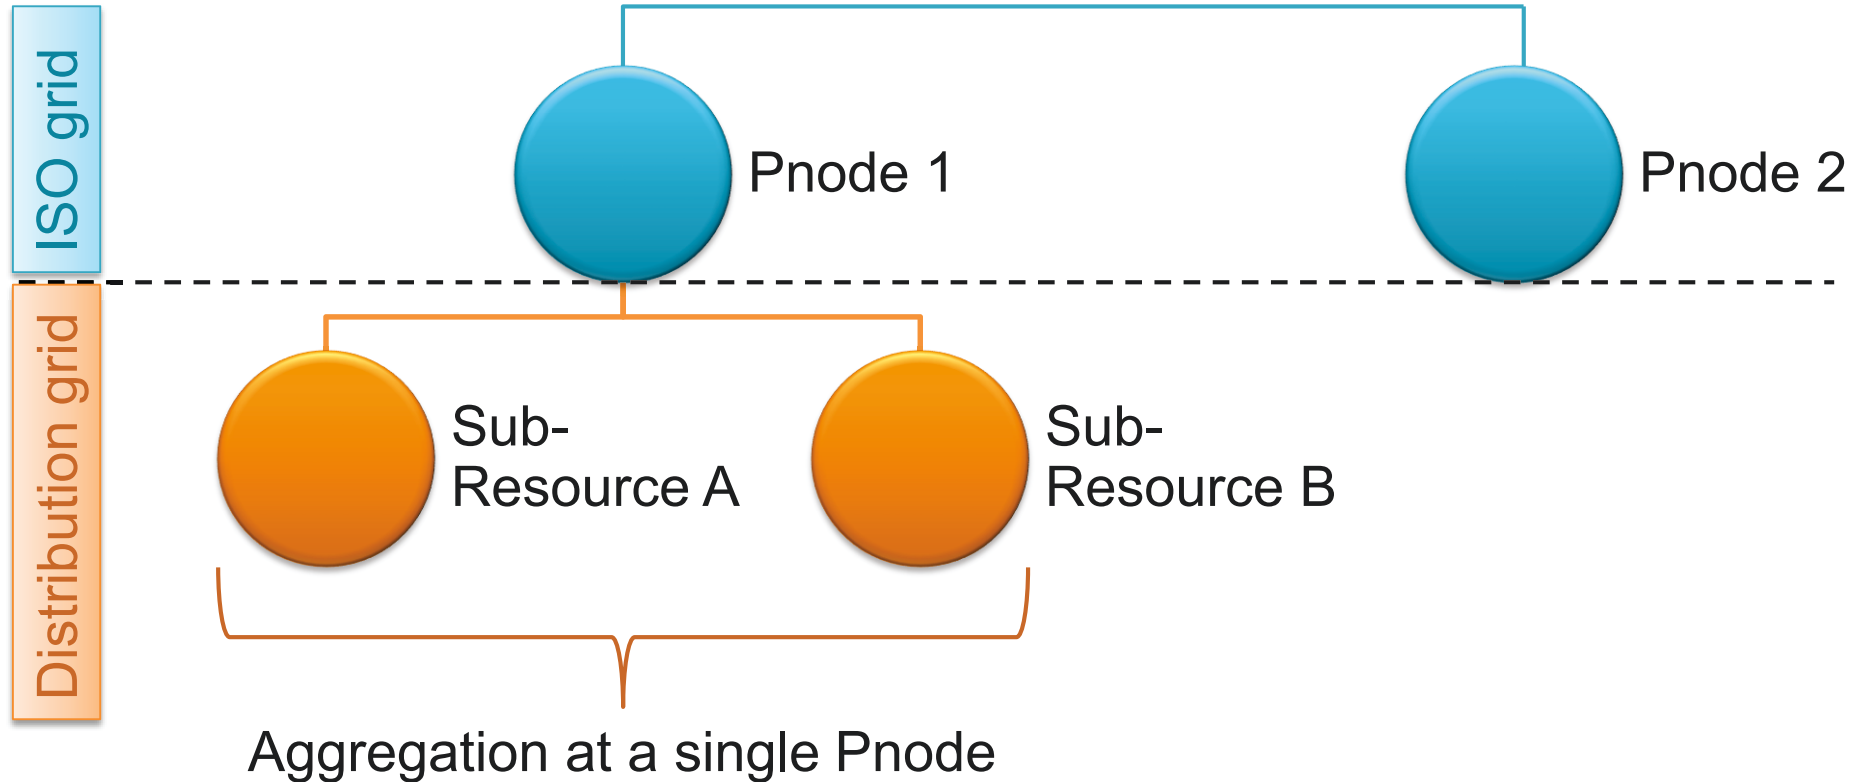 ISO grid
Pnode 1
Pnode 2
Distribution grid
Sub-
Resource A
Sub-
Resource B
Aggregation at a single Pnode